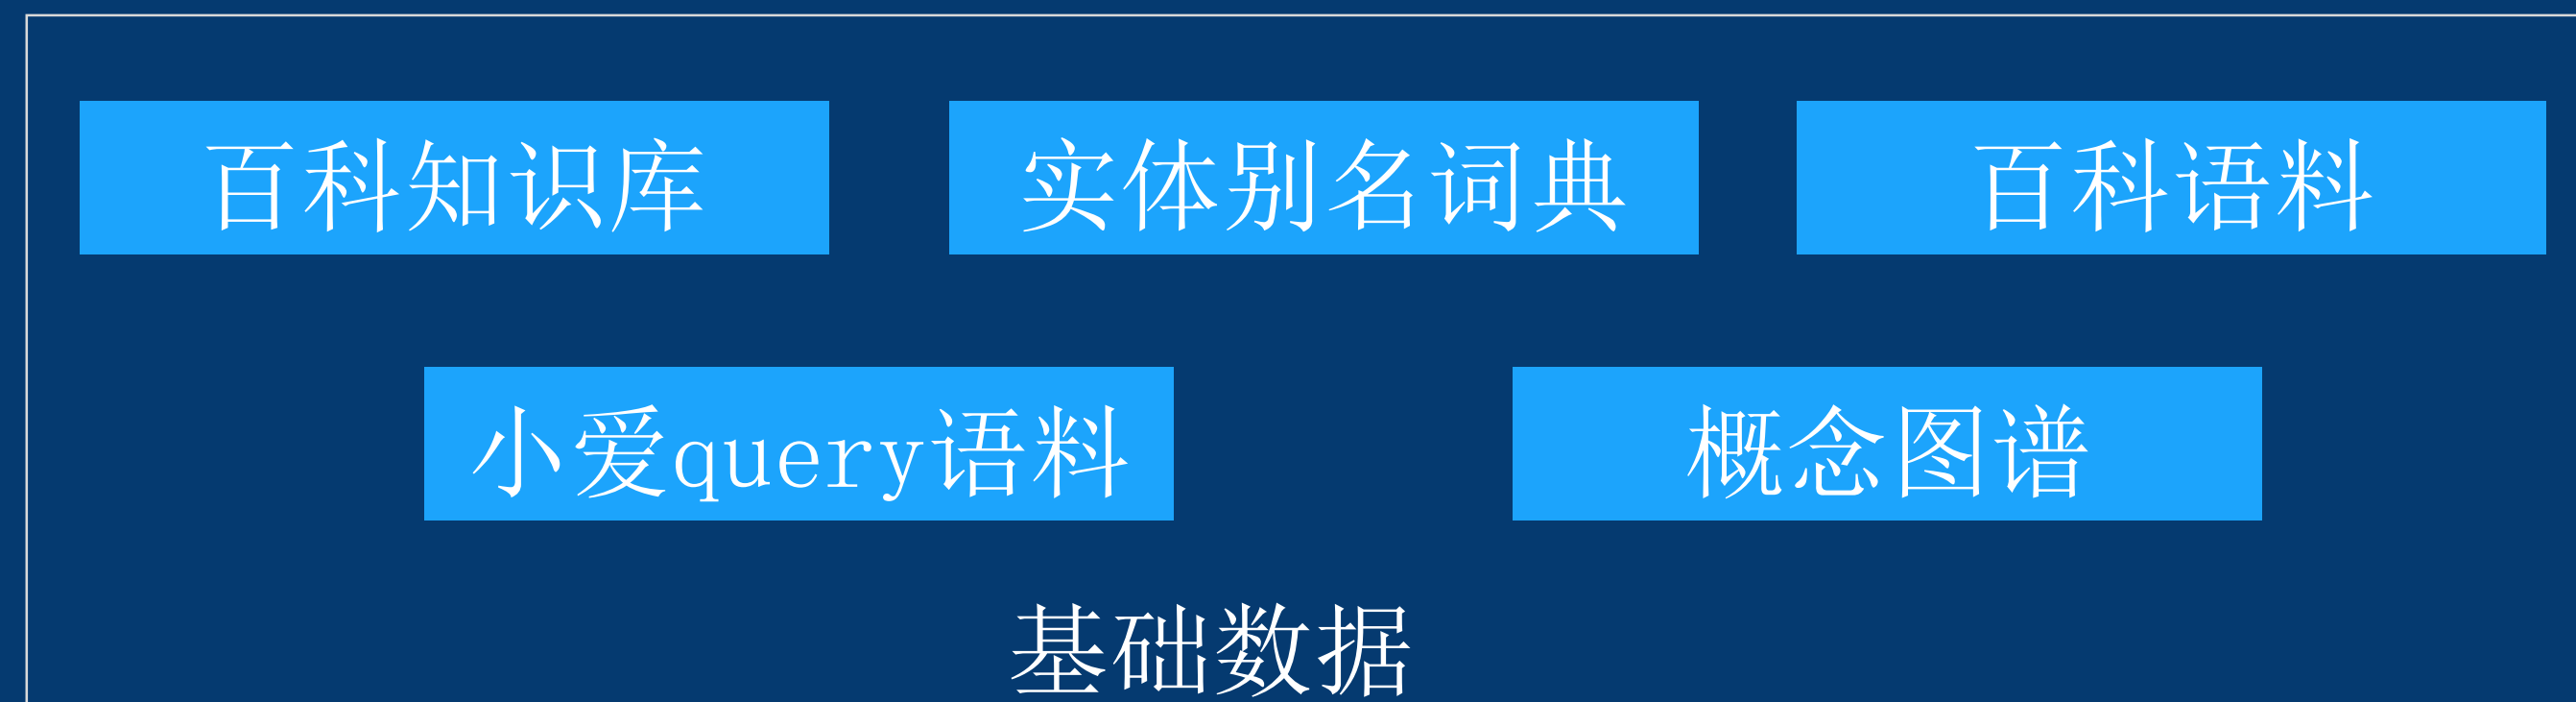 百科知识库
实体别名词典
百科语料
小爱query语料
概念图谱
基础数据